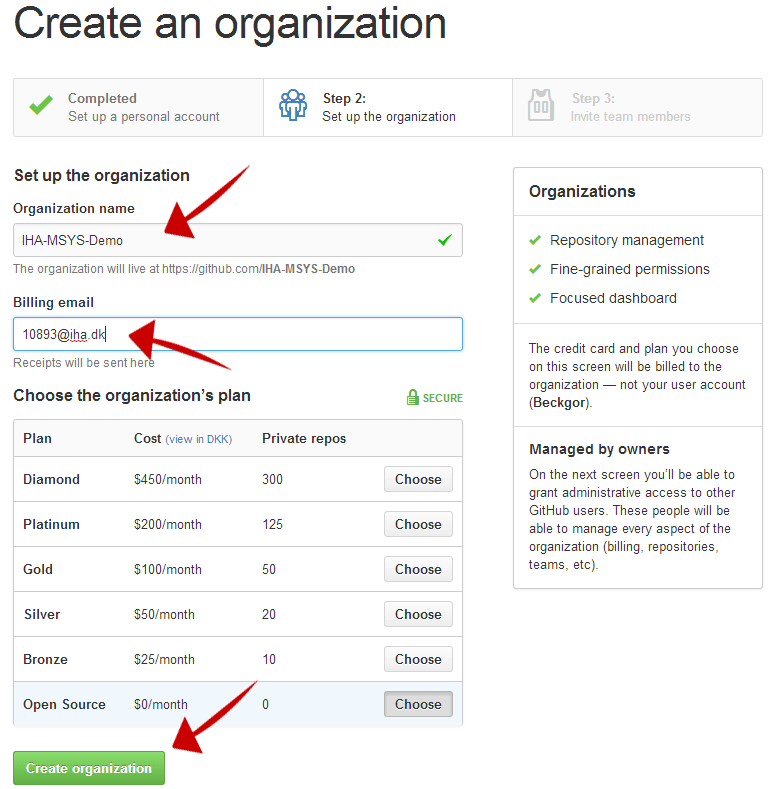 Create an organization
Completed
Set up a personal account
Step 2:
Set up the organization
Step 3:
Invite team members
Set up the organization
Organization name
IHA-MSYS-Demo
The organization will live at https://github.com/IHA-MSYS-Demo
Billing email
10893@iha.dk
Receipts will be sent here
Choose the organization's plan
SECURE
Plan Cost (view in DKK) Private repos
Diamond $450/month 300 Choose
Platinum $200/month 125 Choose
Gold $100/month 50 Choose
Silver $50/month 20 Choose
Bronze $25/month 10 Choose
Open Source $0/month 0 Choose
Create organization
Organizations
Repository management
Fine-grained permissions
Focused dashboard
The credit card and plan you choose
on this screen will be billed to the
organization — not your user account
(Beckgor).
Managed by owners
On the next screen you'll be able to
grant administrative access to other
GitHub users. These people will be
able to manage every aspect of the
organization (billing, repositories,
teams, etc).